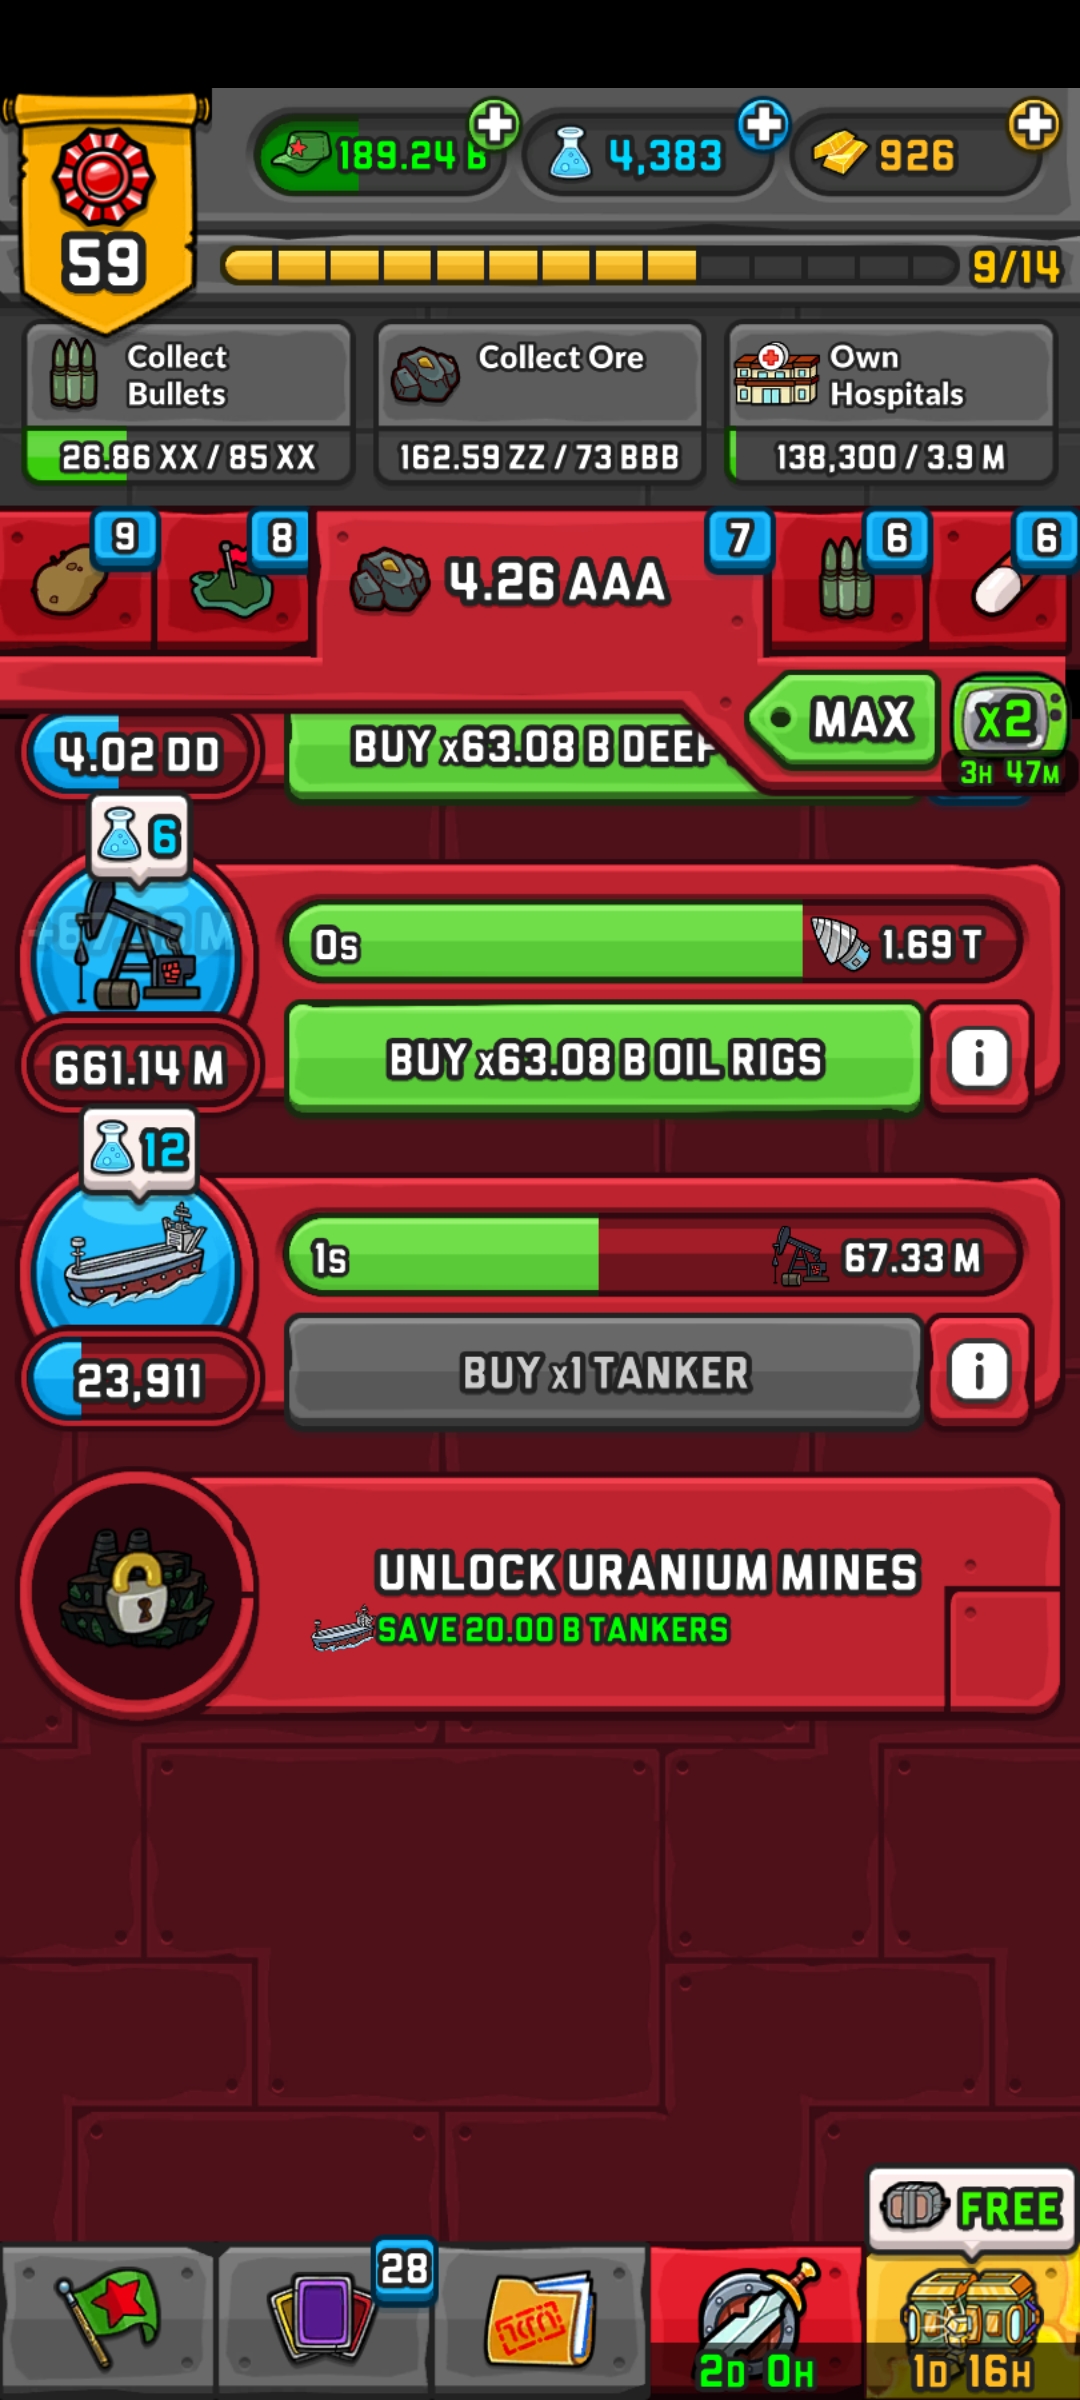 189.24 B
4,383
926
59
9/14
Collect
Bullets
26.86 XX / 85 XX
Collect Ore
162.59 ZZ / 73 BBB
Own
Hospitals
138,300 / 3.9 M
9
8
4.26 AAA
7
6
6
MAX
x2
3H 47M
4.02 DD
BUY x63.08 B DEEP
6
0s
1.69 T
661.14 M
BUY x63.08 B OIL RIGS
i
12
1s
67.33 M
23,911
BUY x1 TANKER
i
UNLOCK URANIUM MINES
SAVE 20.00 B TANKERS
FREE
28
2D 0H
1D 16H